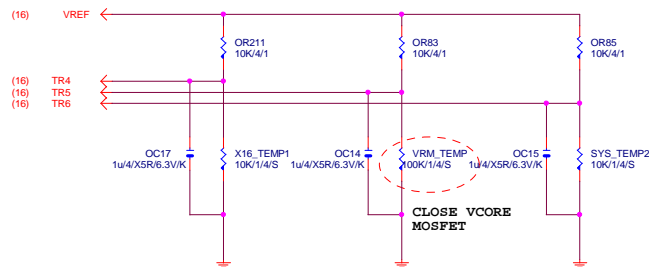 (16) VREF
OR211
10K/4/1
OR83
10K/4/1
OR85
10K/4/1
(16) TR4
(16) TR5
(16) TR6
OC17
1u/4/X5R/6.3V/K
X16_TEMP1
10K/1/4/S
OC14
1u/4/X5R/6.3V/K
VRM_TEMP
100K/1/4/S
OC15
1u/4/X5R/6.3V/K
SYS_TEMP2
10K/1/4/S
CLOSE VCORE
MOSFET